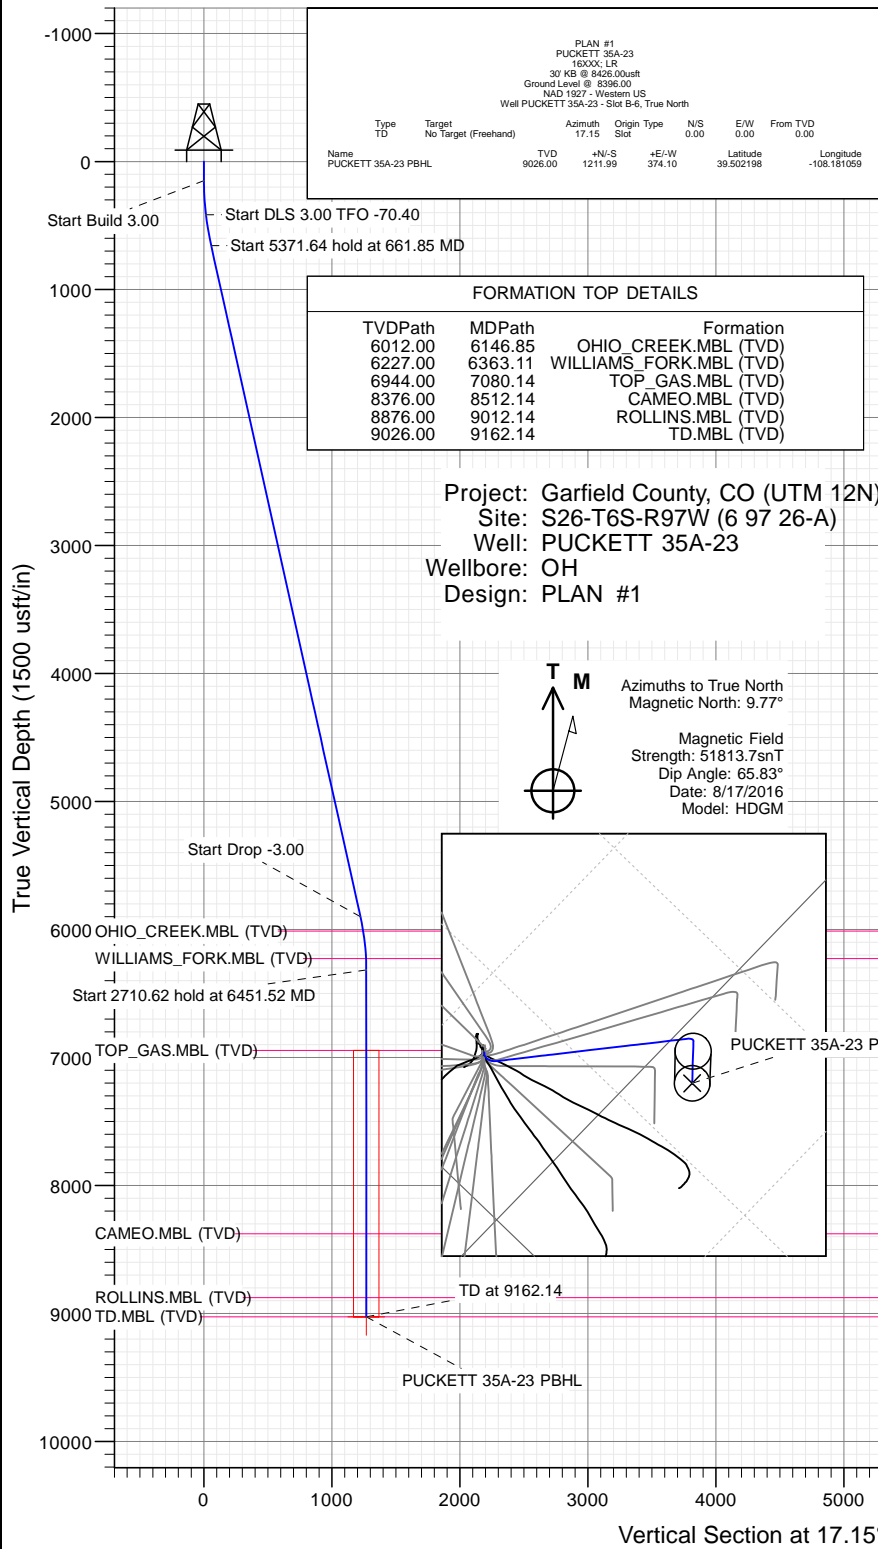 PLAN #1
PUCKETT 35A-23
16XXX; LR
30' KB @ 8426.00usft
Ground Level @ 8396.00
NAD 1927 - Western US
Well PUCKETT 35A-23 - Slot B-6, True North
Type Target Azimuth Origin Type N/S E/W From TVD
TD No Target (Freehand) 17.15 Slot 0.00 0.00 0.00
Name TVD +N/-S +E/-W Latitude Longitude
PUCKETT 35A-23 PBHL 9026.00 1211.99 374.10 39.502198 -108.181059
-1000
0
Start Build 3.00
Start DLS 3.00 TFO -70.40
Start 5371.64 hold at 661.85 MD
1000
FORMATION TOP DETAILS
TVDPath MDPath Formation
6012.00 6146.85 OHIO_CREEK.MBL (TVD)
6227.00 6363.11 WILLIAMS_FORK.MBL (TVD)
6944.00 7080.14 TOP_GAS.MBL (TVD)
8376.00 8512.14 CAMEO.MBL (TVD)
8876.00 9012.14 ROLLINS.MBL (TVD)
9026.00 9162.14 TD.MBL (TVD)
2000
Project: Garfield County, CO (UTM 12N)
Site: S26-T6S-R97W (6 97 26-A)
Well: PUCKETT 35A-23
Wellbore: OH
Design: PLAN #1
3000
True Vertical Depth (1500 usft/in)
4000
T M
Azimuths to True North
Magnetic North: 9.77°
Magnetic Field
Strength: 51813.7snT
Dip Angle: 65.83°
Date: 8/17/2016
Model: HDGM
5000
Start Drop -3.00
6000
OHIO_CREEK.MBL (TVD)
WILLIAMS_FORK.MBL (TVD)
Start 2710.62 hold at 6451.52 MD
7000
TOP_GAS.MBL (TVD)
PUCKETT 35A-23 P
8000
CAMEO.MBL (TVD)
ROLLINS.MBL (TVD)
TD at 9162.14
9000
TD.MBL (TVD)
PUCKETT 35A-23 PBHL
10000
0 1000 2000 3000 4000 5000
Vertical Section at 17.15°